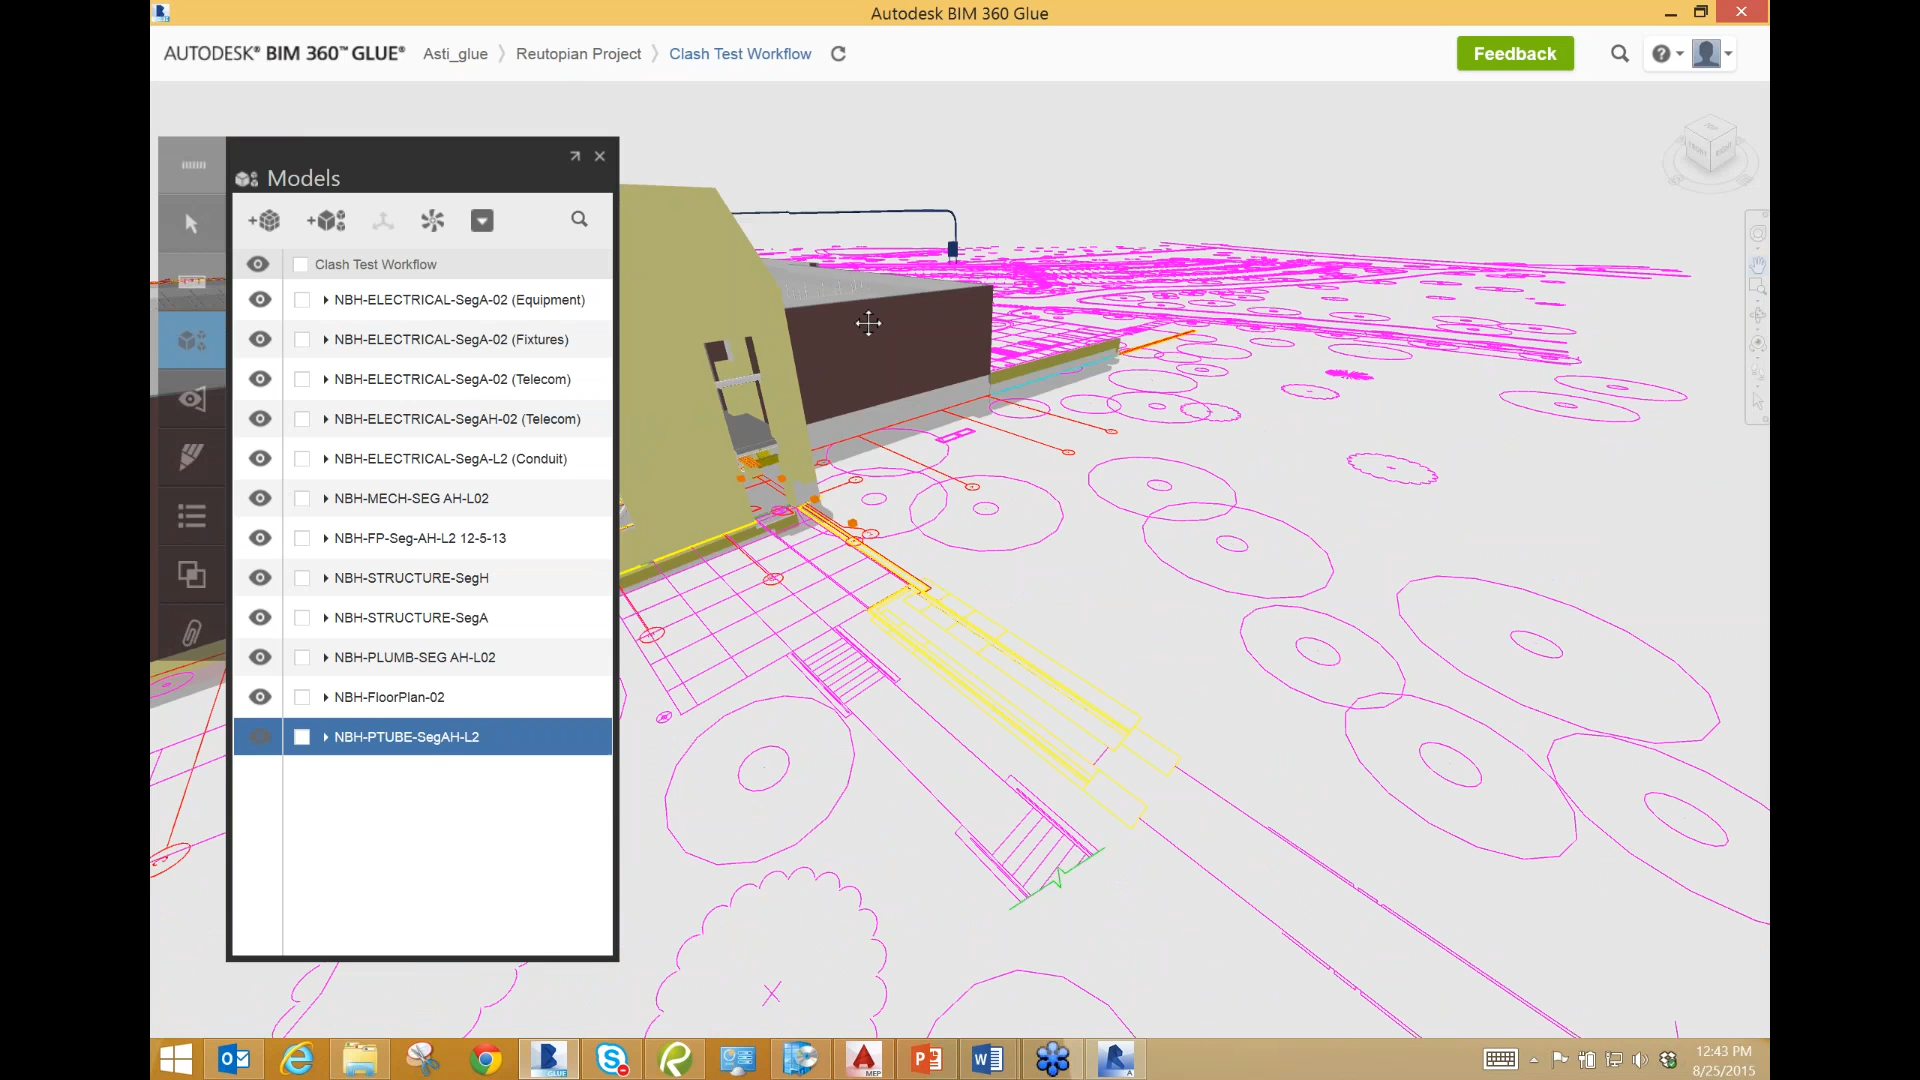 Autodesk BIM 360 Glue
AUTODESK® BIM 360™ GLUE®
Asti_glue
Reutopian Project
Clash Test Workflow
Feedback
Models
Clash Test Workflow
NBH-ELECTRICAL-SegA-02 (Equipment)
NBH-ELECTRICAL-SegA-02 (Fixtures)
NBH-ELECTRICAL-SegA-02 (Telecom)
NBH-ELECTRICAL-SegAH-02 (Telecom)
NBH-ELECTRICAL-SegA-L2 (Conduit)
NBH-MECH-SEG AH-L02
NBH-FP-Seg-AH-L2 12-5-13
NBH-STRUCTURE-SegH
NBH-STRUCTURE-SegA
NBH-PLUMB-SEG AH-L02
NBH-FloorPlan-02
NBH-PTUBE-SegAH-L2
GLUE
MEP
12:43 PM
8/25/2015